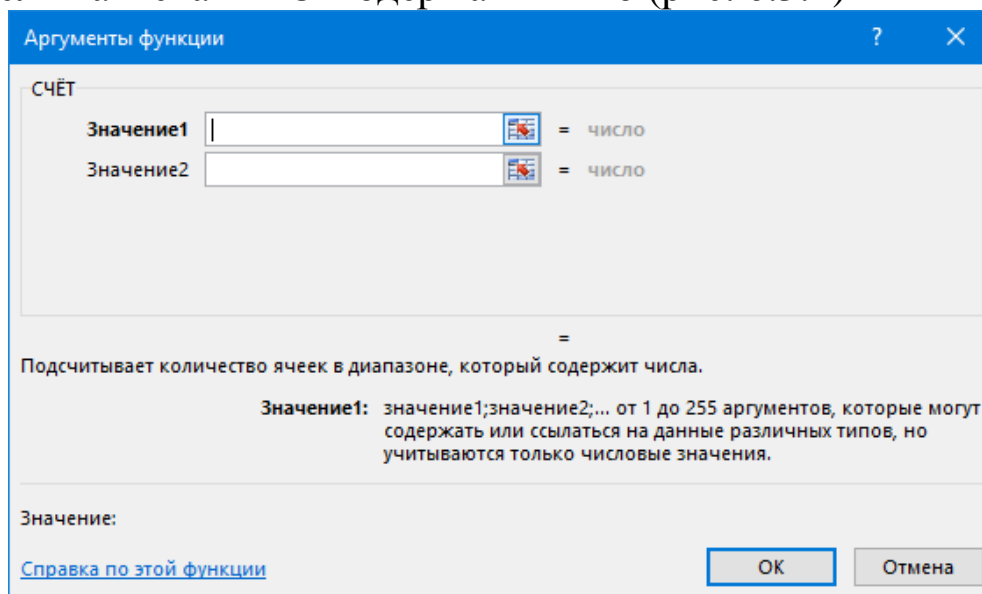 Аргументы функции ? ×
СЧЁТ
Значение1 = число
Значение2 = число
=
Подсчитывает количество ячеек в диапазоне, который содержит числа.
Значение1: значение1;значение2;... от 1 до 255 аргументов, которые могут
содержать или ссылаться на данные различных типов, но
учитываются только числовые значения.
Значение:
Справка по этой функции
ОК Отмена